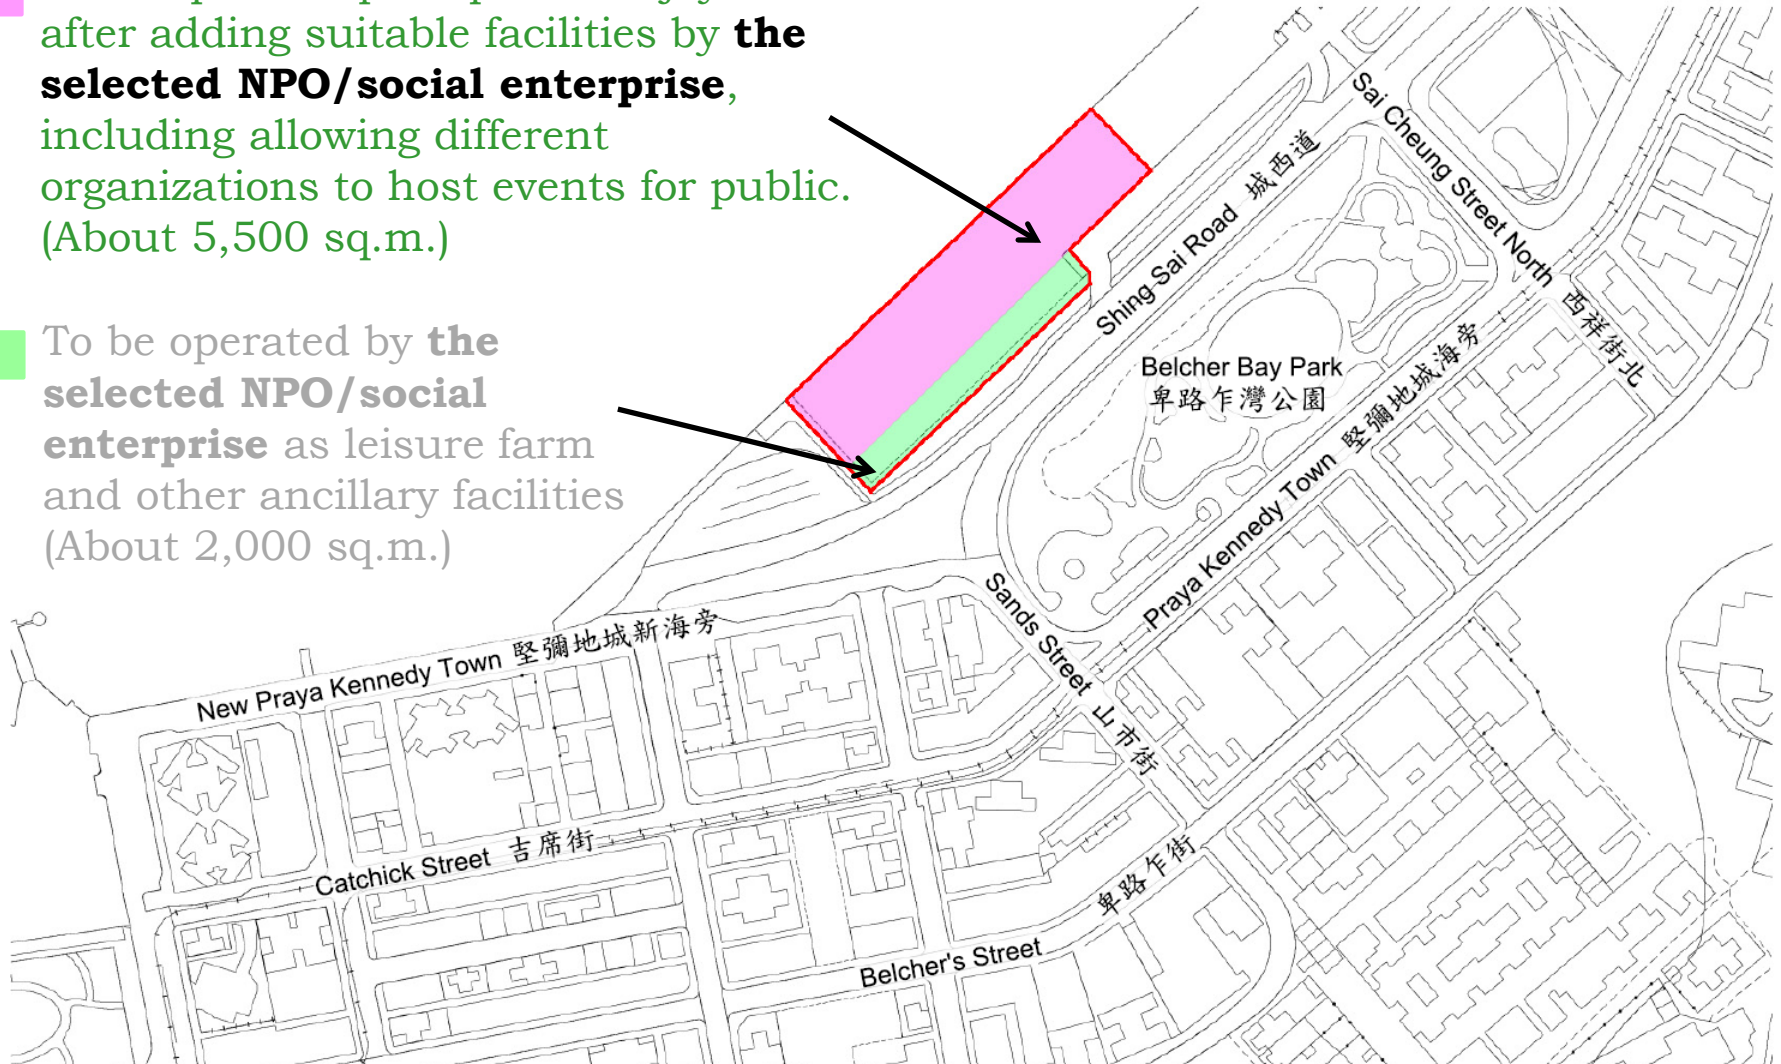 after adding suitable facilities by the
selected NPO/social enterprise,
including allowing different
organizations to host events for public.
(About 5,500 sq.m.)
To be operated by the
selected NPO/social
enterprise as leisure farm
and other ancillary facilities
(About 2,000 sq.m.)
Sai Cheung Street North 西祥街北
Shing Sai Road 城西道
Belcher Bay Park
卑路乍灣公園
Praya Kennedy Town 堅彌地城海旁
Sands Street 山市街
New Praya Kennedy Town 堅彌地城新海旁
Catchick Street 吉席街
Belcher's Street 卑路乍街